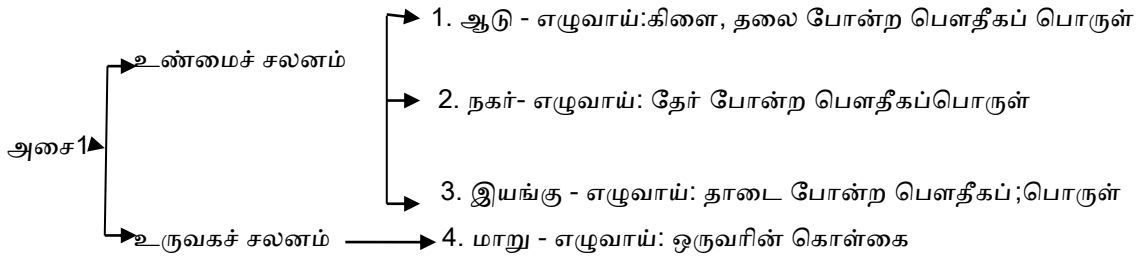 1. ஆடு - எழுவாய்:கிளை, தலை போன்ற பௌதீகப் பொருள்
உண்மைச் சலனம்
2. நகர்- எழுவாய்: தேர் போன்ற பௌதீகப்பொருள்
அசை1
3. இயங்கு - எழுவாய்: தாடை போன்ற பௌதீகப்;பொருள்
உருவகச் சலனம்
4. மாறு - எழுவாய்: ஒருவரின் கொள்கை